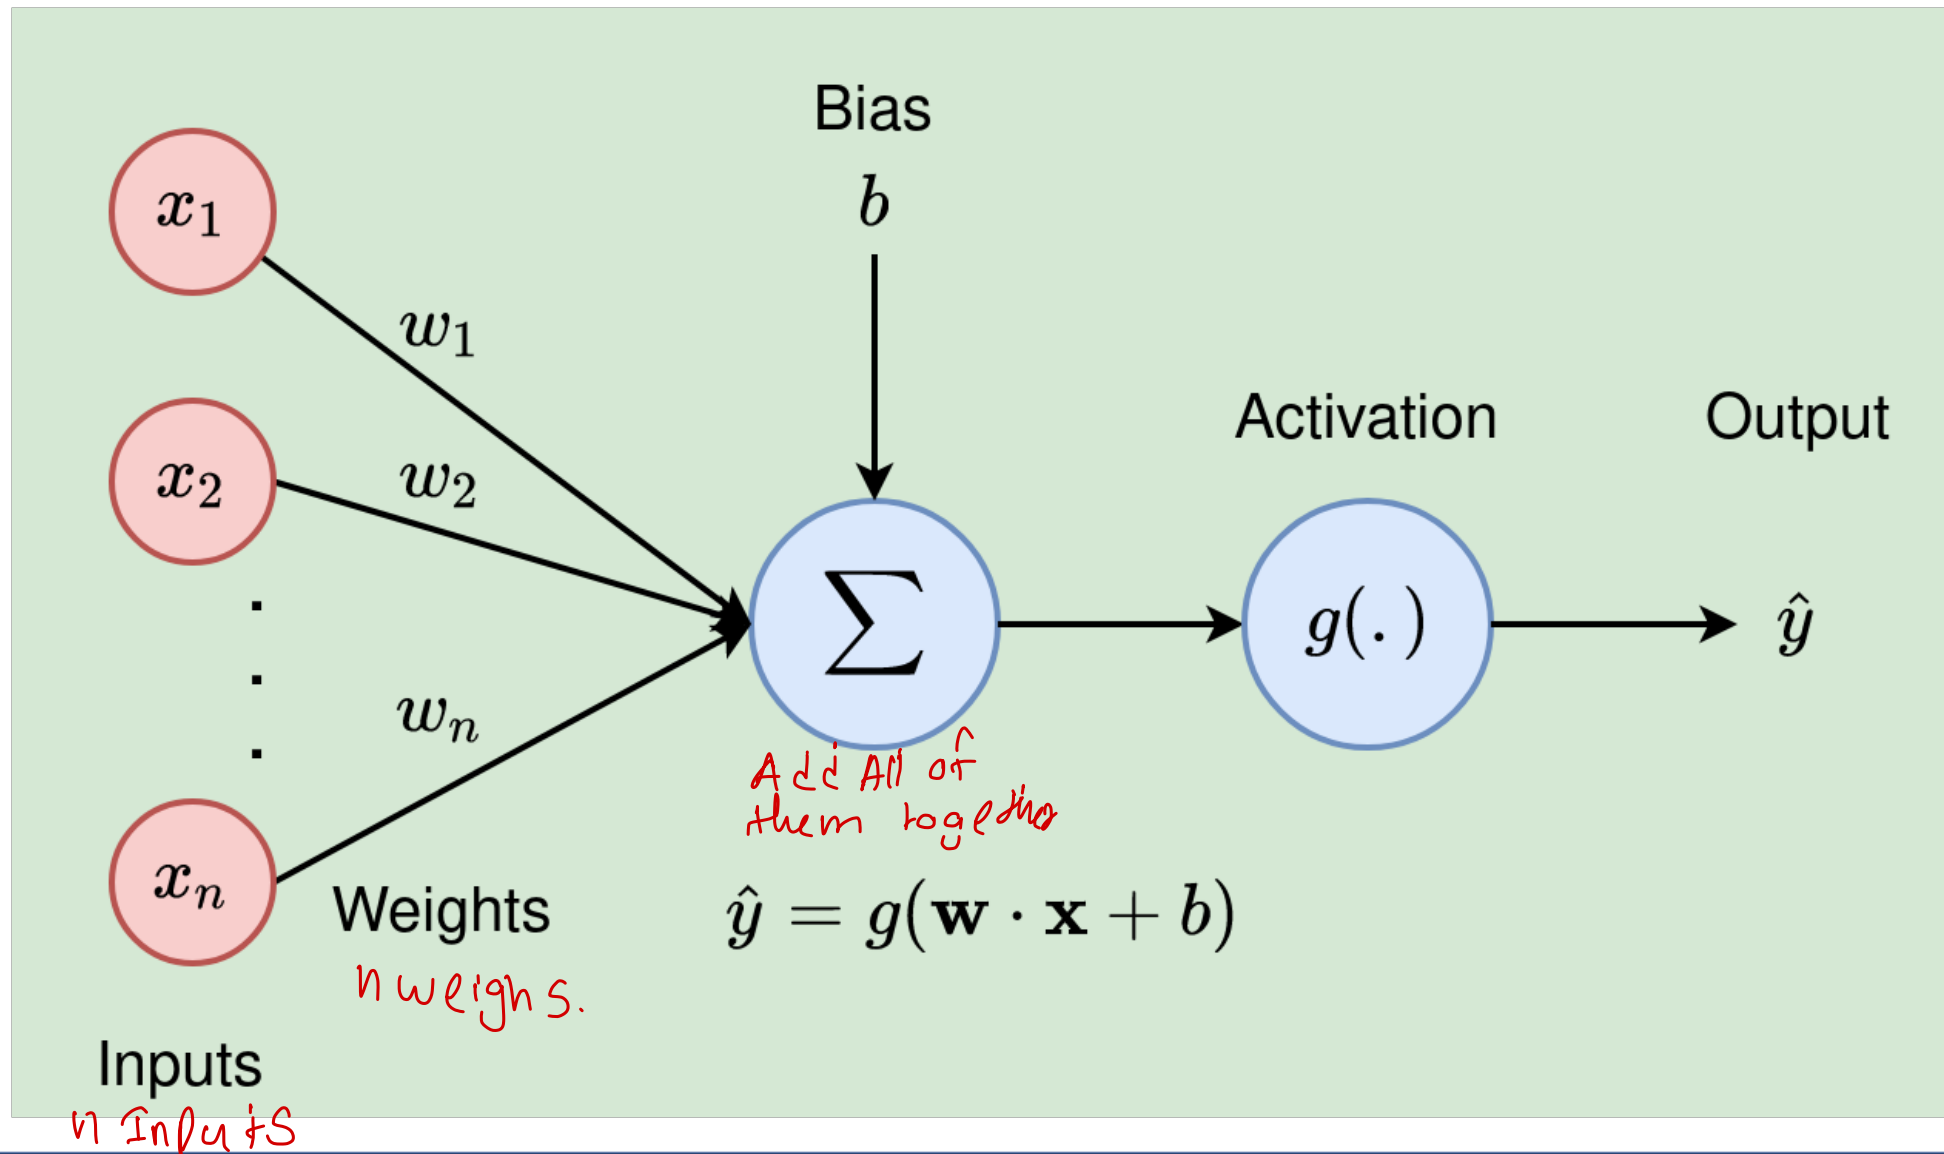 Bias
b
x₁
w₁
x₂
w₂
Activation
Output
Σ
g(.)
ŷ
wₙ
xₙ
Add All of
them together
Weights
n weighs.
ŷ = g(w · x + b)
Inputs
n Inputs